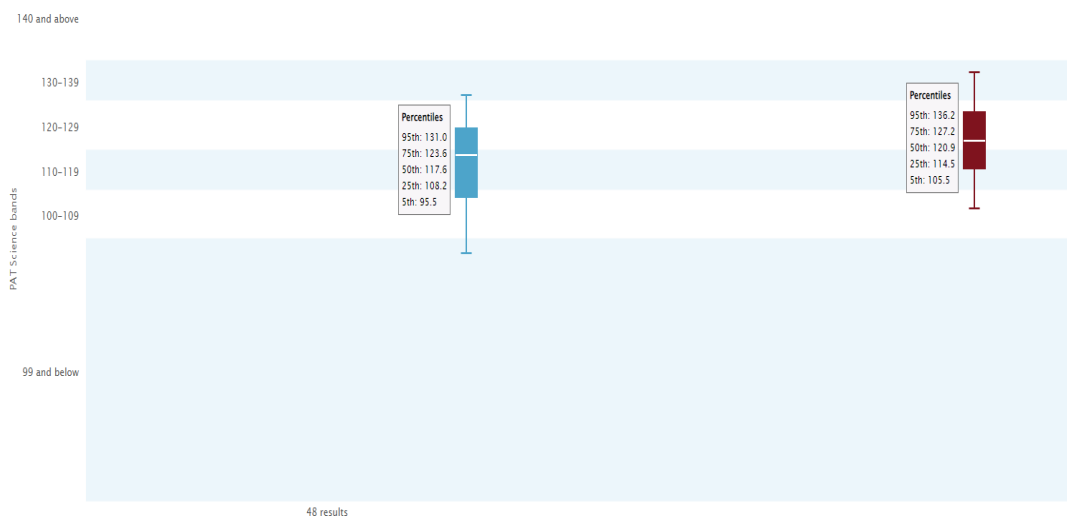 140 and above
130–139
120–129
110–119
100–109
99 and below
PAT Science bands
Percentiles
95th: 131.0
75th: 123.6
50th: 117.6
25th: 108.2
5th: 95.5
Percentiles
95th: 136.2
75th: 127.2
50th: 120.9
25th: 114.5
5th: 105.5
48 results